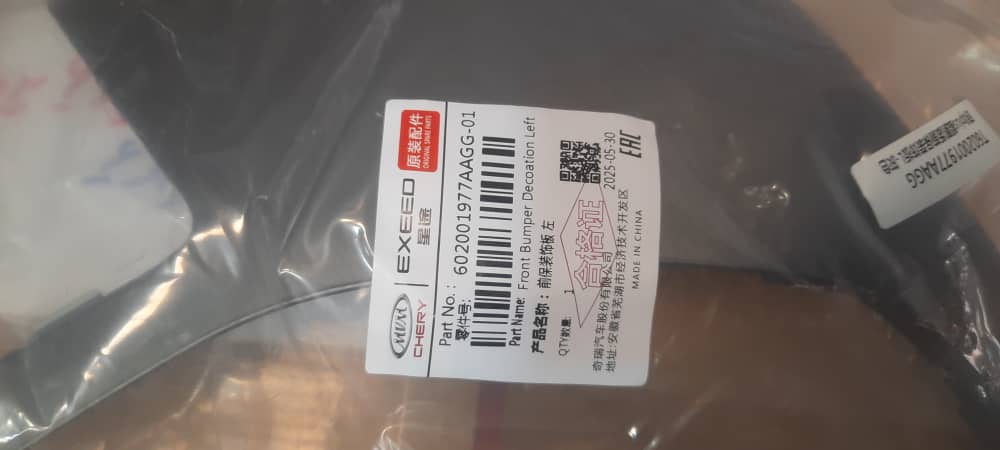 MVM
CHERY
EXEED
星途
原装配件
ORIGINAL SPARE PARTS
Part No.: 602001977AAGG-01
零件号:
Part Name: Front Bumper Decoation Left
产品名称: 前保装饰板 左
QTY数量: 1
合格证
2025-05-30
EAC
奇瑞汽车股份有限公司
地址:安徽省芜湖市经济技术开发区
MADE IN CHINA
602001977AAGG